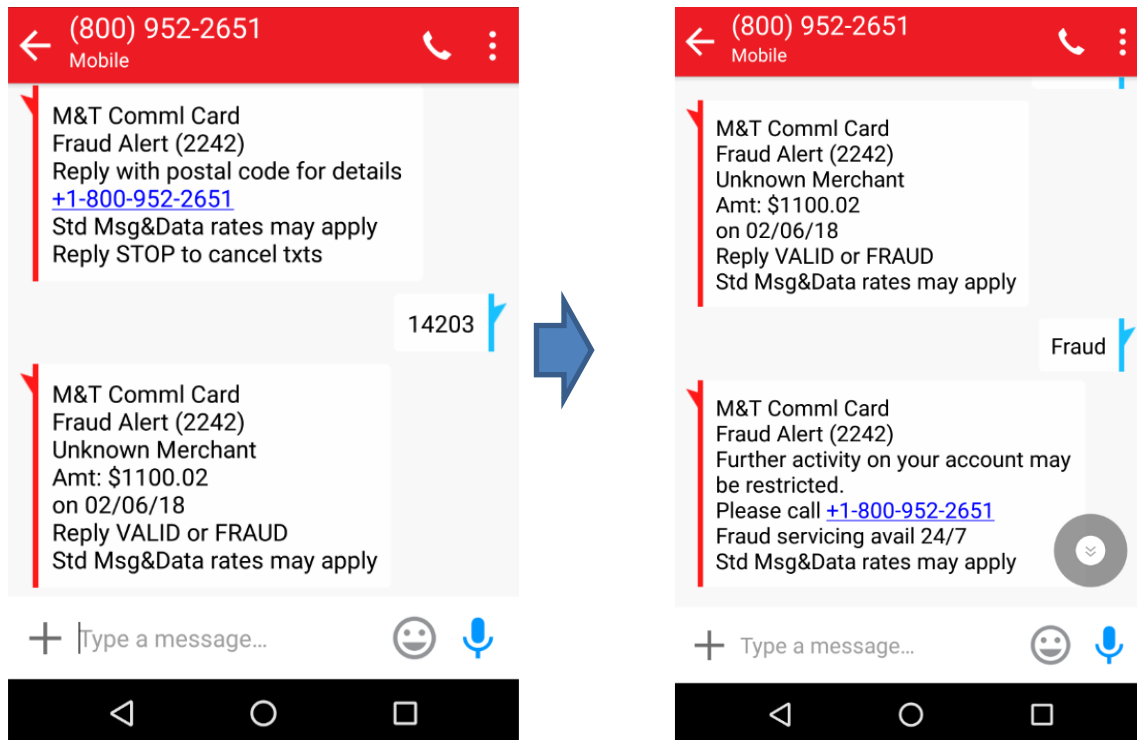 (800) 952-2651
Mobile
M&T Comml Card
Fraud Alert (2242)
Reply with postal code for details
+1-800-952-2651
Std Msg&Data rates may apply
Reply STOP to cancel txts
14203
M&T Comml Card
Fraud Alert (2242)
Unknown Merchant
Amt: $1100.02
on 02/06/18
Reply VALID or FRAUD
Std Msg&Data rates may apply
Type a message...
(800) 952-2651
Mobile
M&T Comml Card
Fraud Alert (2242)
Unknown Merchant
Amt: $1100.02
on 02/06/18
Reply VALID or FRAUD
Std Msg&Data rates may apply
Fraud
M&T Comml Card
Fraud Alert (2242)
Further activity on your account may
be restricted.
Please call +1-800-952-2651
Fraud servicing avail 24/7
Std Msg&Data rates may apply
Type a message...